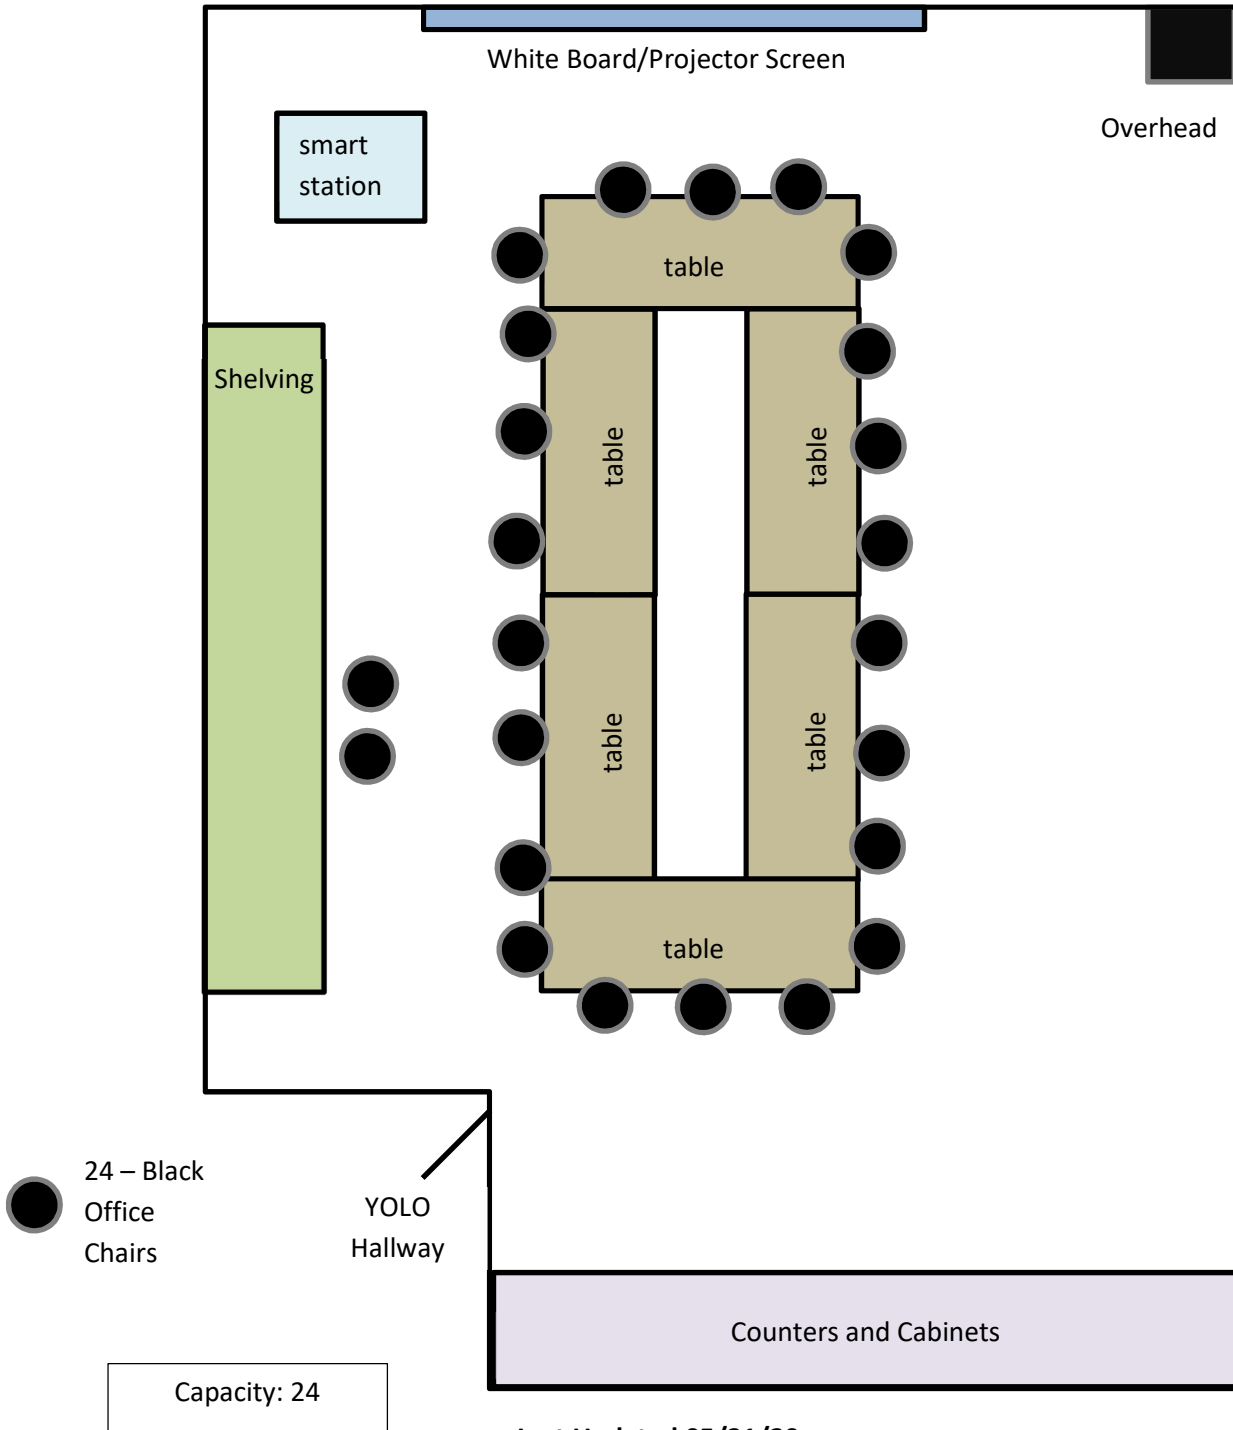 White Board/Projector Screen
Overhead
smart
station
table
Shelving
table
table
table
table
table
24 – Black
Office
Chairs
YOLO
Hallway
Counters and Cabinets
Capacity: 24